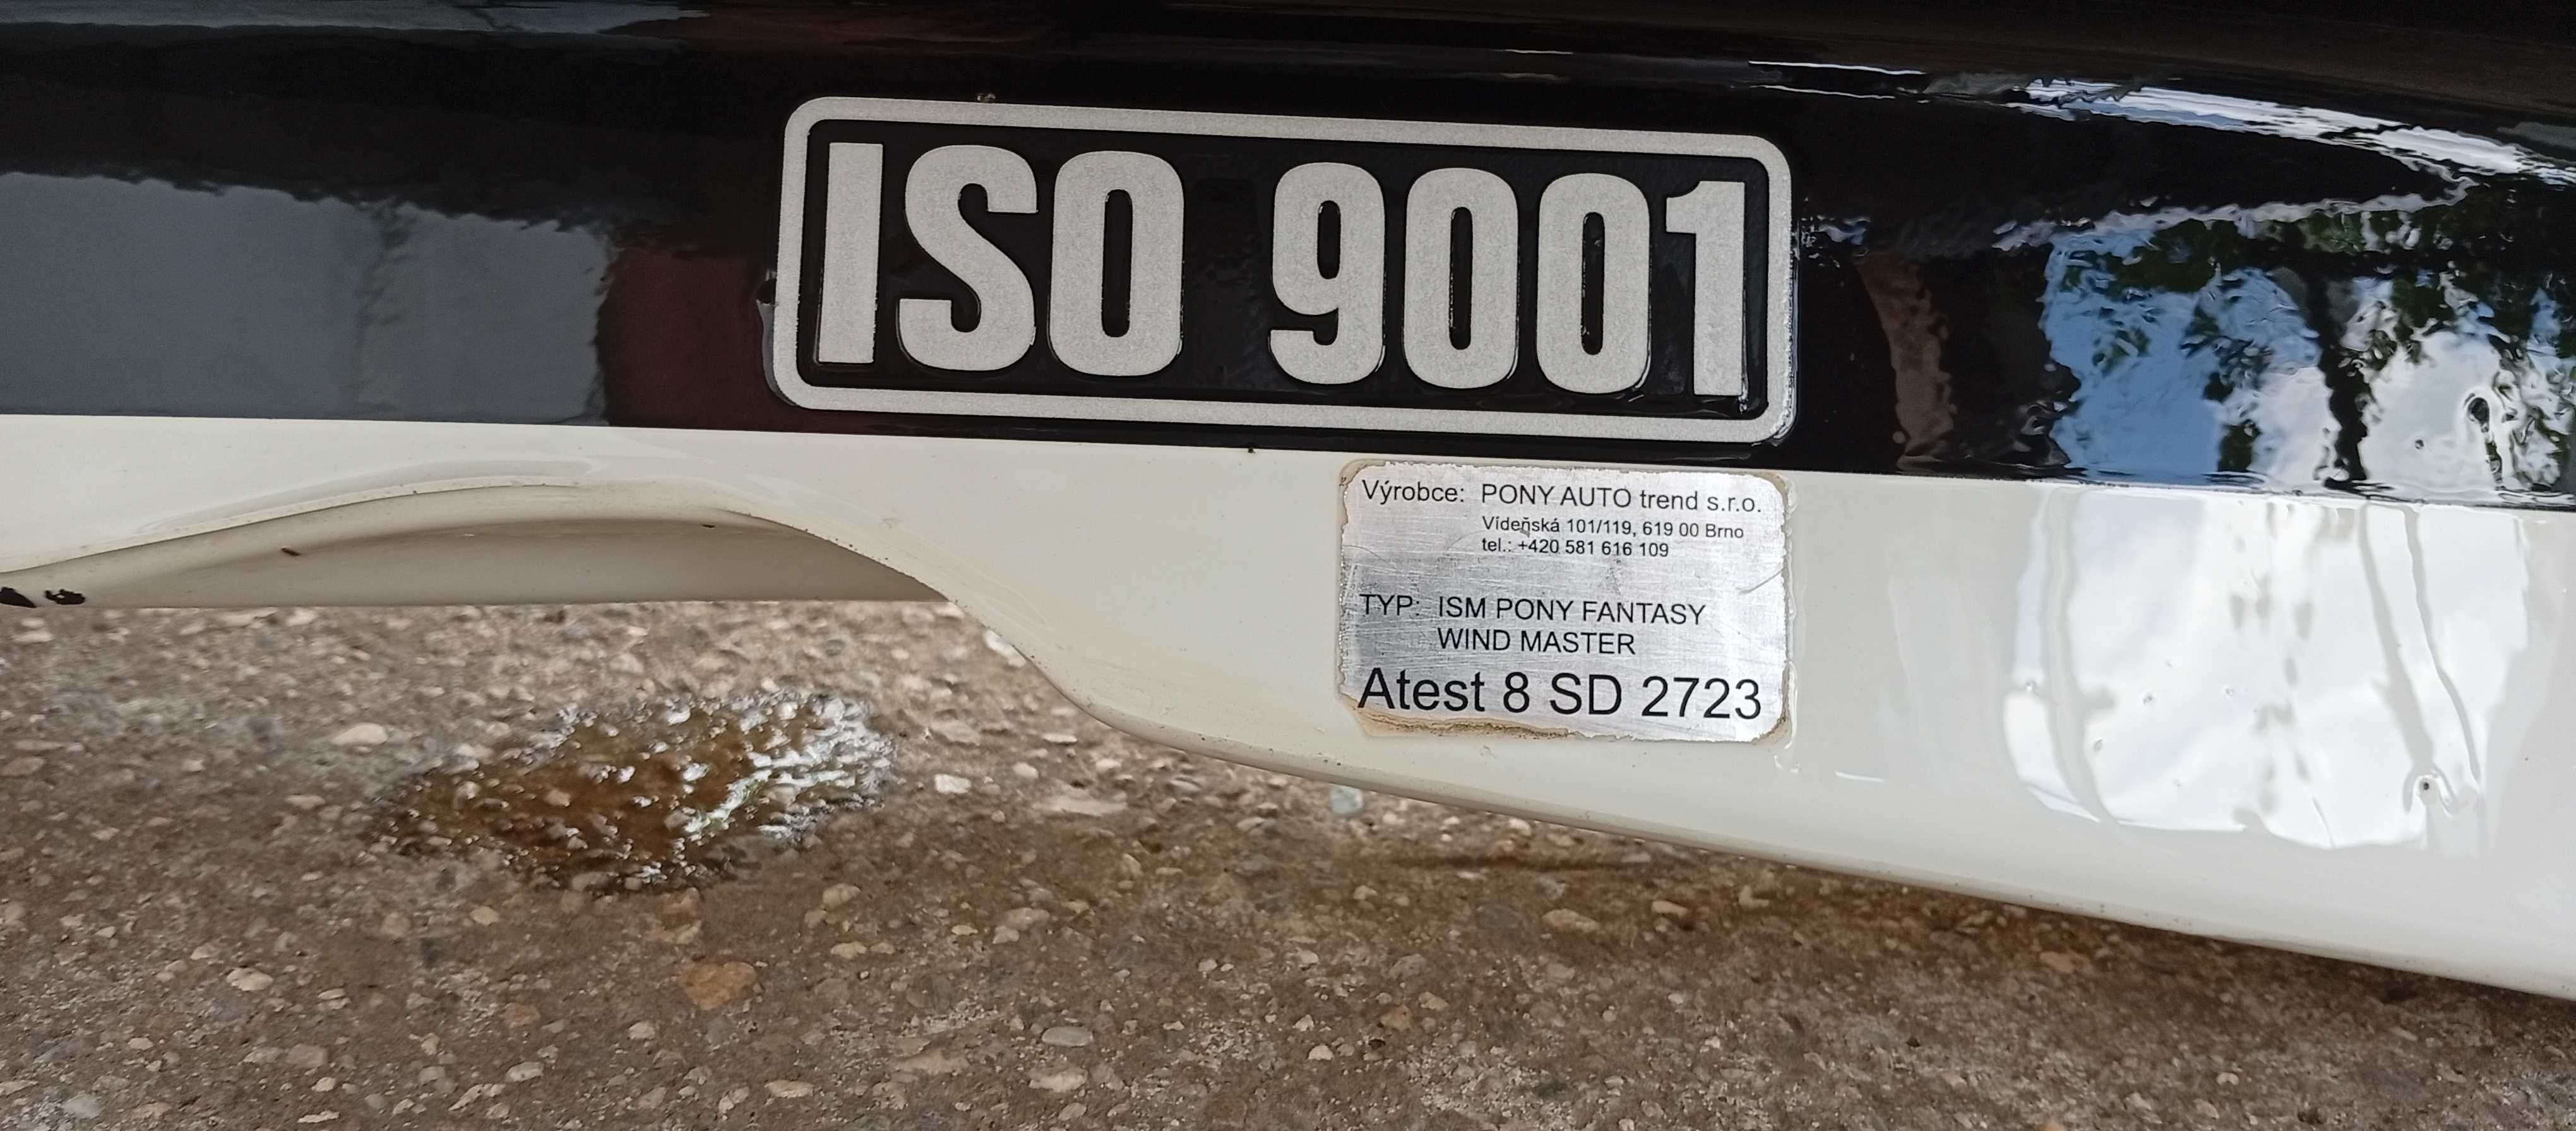 ISO 9001
Výrobce: PONY AUTO trend s.r.o.
Vídeňská 101/119, 619 00 Brno
tel.: +420 581 616 109
TYP: ISM PONY FANTASY
WIND MASTER
Atest 8 SD 2723